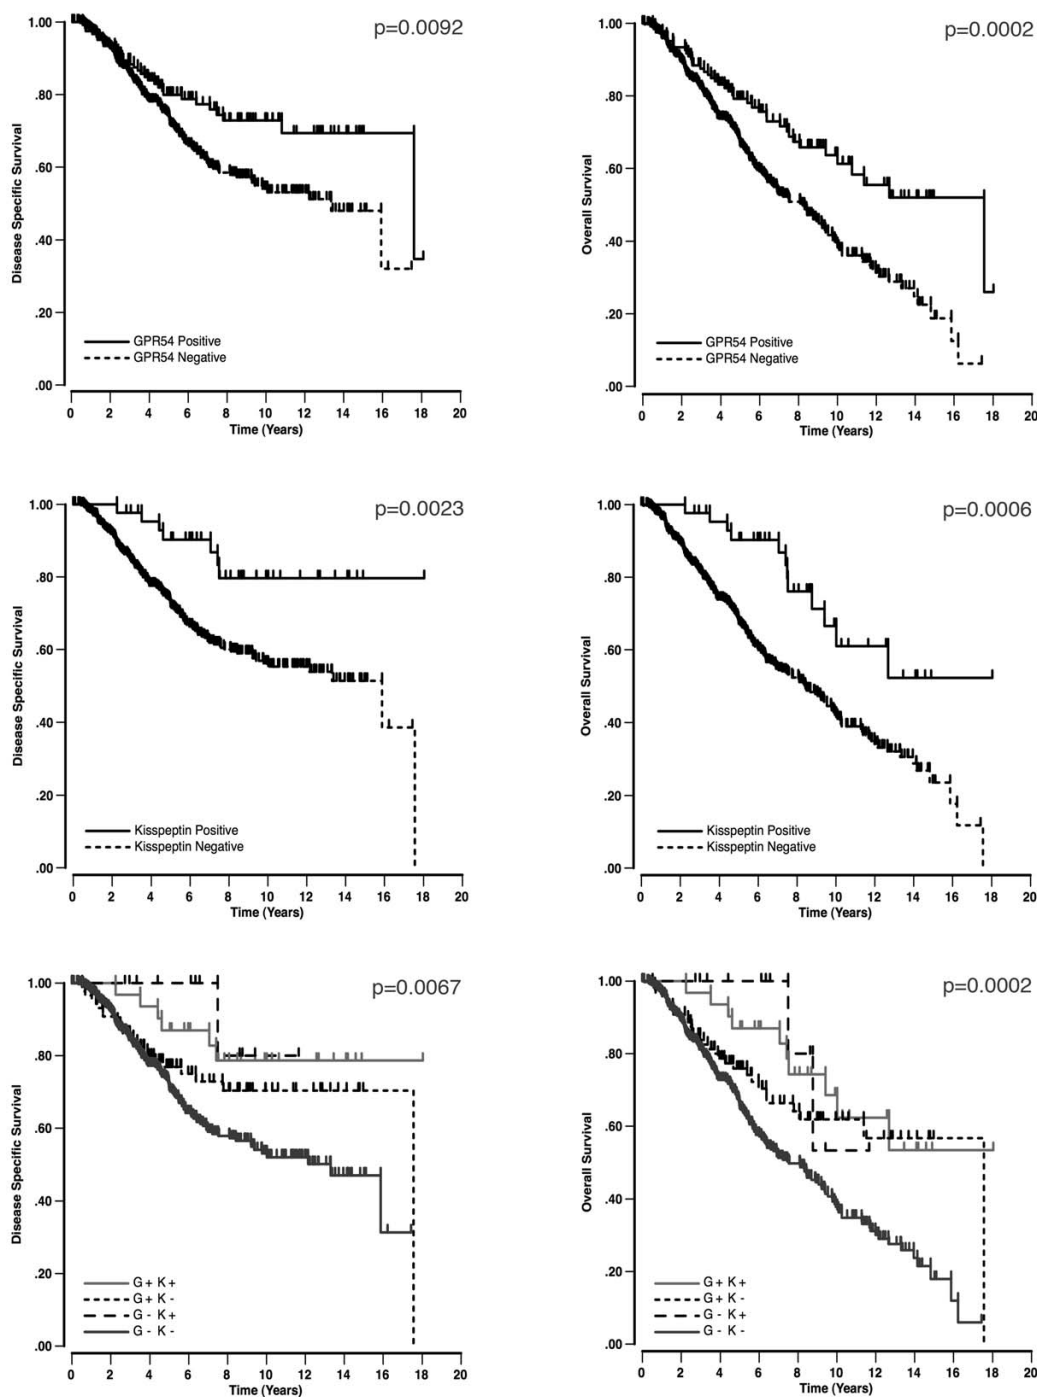 p=0.0092
Disease Specific Survival
1.00
.80
.60
.40
.20
.00
GPR54 Positive
GPR54 Negative
0 2 4 6 8 10 12 14 16 18 20
Time (Years)
p=0.0002
Overall Survival
1.00
.80
.60
.40
.20
.00
GPR54 Positive
GPR54 Negative
0 2 4 6 8 10 12 14 16 18 20
Time (Years)
p=0.0023
Disease Specific Survival
1.00
.80
.60
.40
.20
.00
Kisspeptin Positive
Kisspeptin Negative
0 2 4 6 8 10 12 14 16 18 20
Time (Years)
p=0.0006
Overall Survival
1.00
.80
.60
.40
.20
.00
Kisspeptin Positive
Kisspeptin Negative
0 2 4 6 8 10 12 14 16 18 20
Time (Years)
p=0.0067
Disease Specific Survival
1.00
.80
.60
.40
.20
.00
G + K +
G + K -
G - K +
G - K -
0 2 4 6 8 10 12 14 16 18 20
Time (Years)
p=0.0002
Overall Survival
1.00
.80
.60
.40
.20
.00
G + K +
G + K -
G - K +
G - K -
0 2 4 6 8 10 12 14 16 18 20
Time (Years)